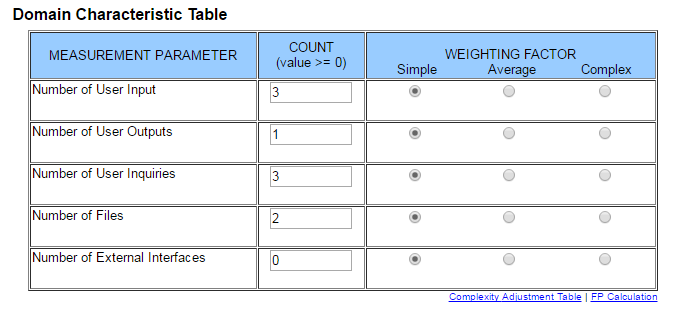 Domain Characteristic Table
MEASUREMENT PARAMETER
COUNT
(value >= 0)
WEIGHTING FACTOR
Simple Average Complex
Number of User Input 3
Number of User Outputs 1
Number of User Inquiries 3
Number of Files 2
Number of External Interfaces 0
Complexity Adjustment Table | FP Calculation